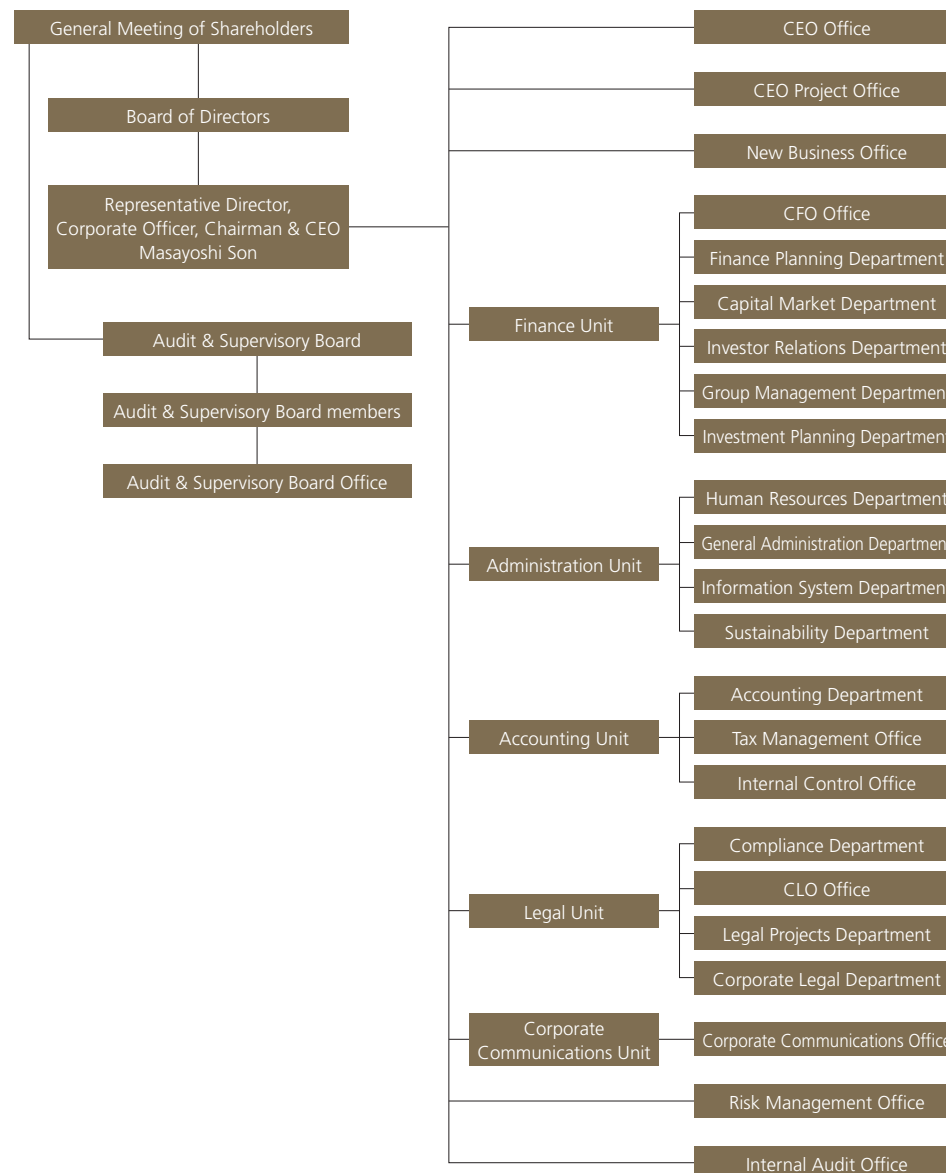 General Meeting of Shareholders
Board of Directors
Representative Director,
Corporate Officer, Chairman & CEO
Masayoshi Son
Audit & Supervisory Board
Audit & Supervisory Board members
Audit & Supervisory Board Office
CEO Office
CEO Project Office
New Business Office
Finance Unit
CFO Office
Finance Planning Department
Capital Market Department
Investor Relations Department
Group Management Department
Investment Planning Department
Administration Unit
Human Resources Department
General Administration Department
Information System Department
Sustainability Department
Accounting Unit
Accounting Department
Tax Management Office
Internal Control Office
Legal Unit
Compliance Department
CLO Office
Legal Projects Department
Corporate Legal Department
Corporate
Communications Unit
Corporate Communications Office
Risk Management Office
Internal Audit Office